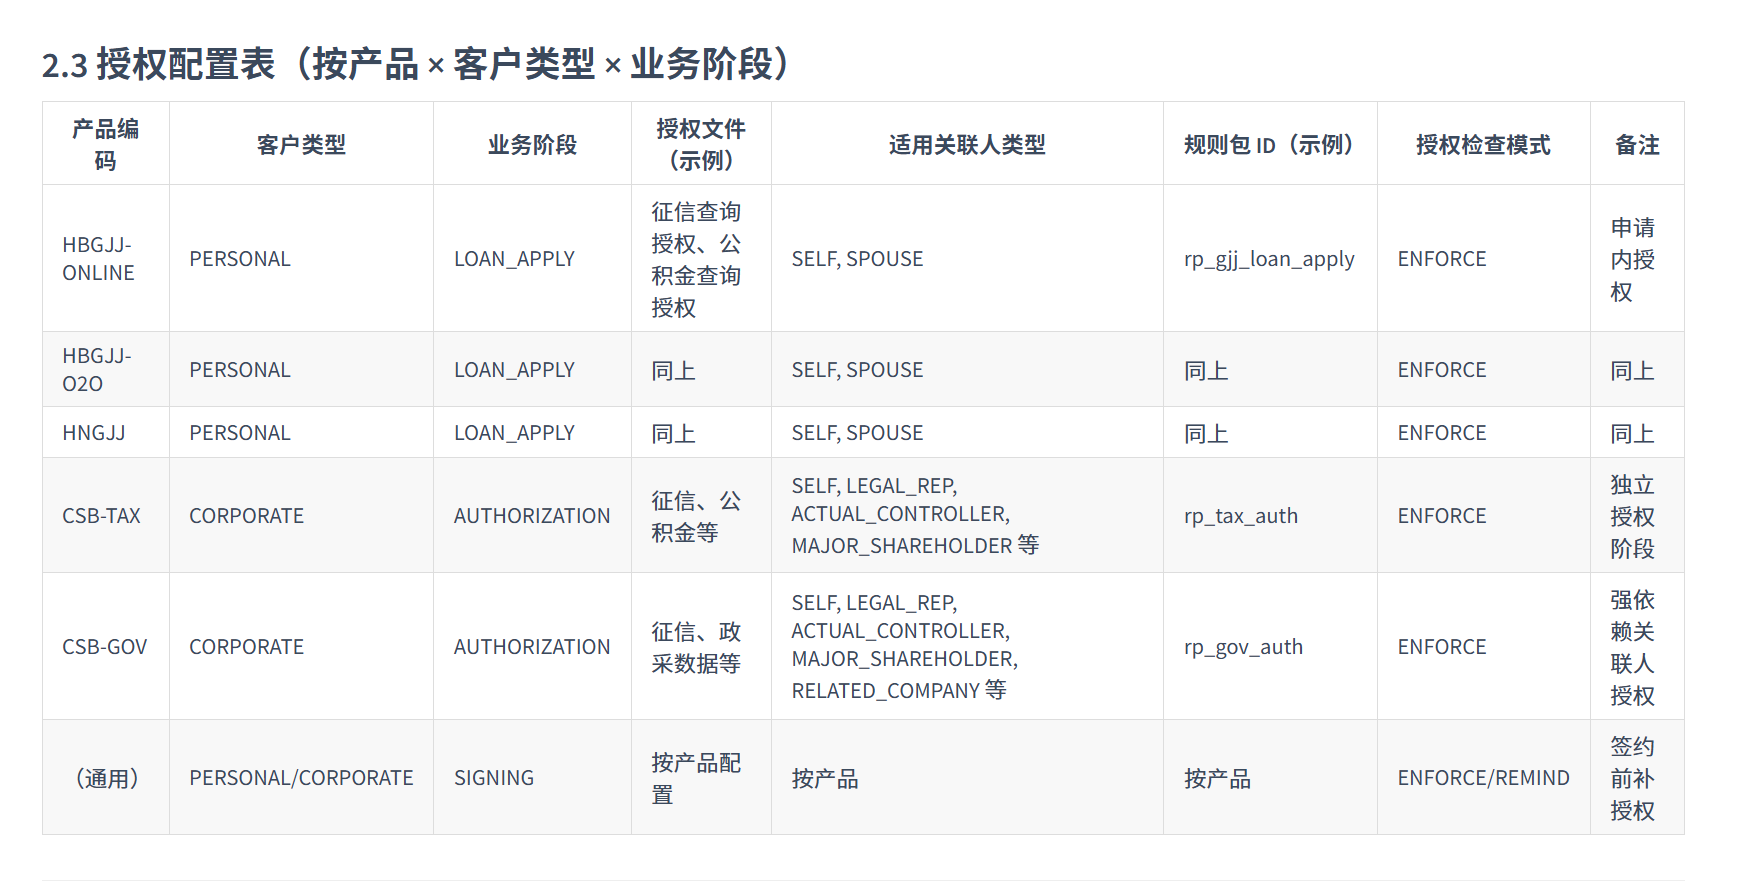 2.3 授权配置表（按产品 × 客户类型 × 业务阶段）
产品编
码
客户类型
业务阶段
授权文件
（示例）
适用关联人类型
规则包 ID（示例）
授权检查模式
备注
HBGJJ-
ONLINE
PERSONAL
LOAN_APPLY
征信查询
授权、公
积金查询
授权
SELF, SPOUSE
rp_gjj_loan_apply
ENFORCE
申请
内授
权
HBGJJ-
O2O
PERSONAL
LOAN_APPLY
同上
SELF, SPOUSE
同上
ENFORCE
同上
HNGJJ
PERSONAL
LOAN_APPLY
同上
SELF, SPOUSE
同上
ENFORCE
同上
CSB-TAX
CORPORATE
AUTHORIZATION
征信、公
积金等
SELF, LEGAL_REP,
ACTUAL_CONTROLLER,
MAJOR_SHAREHOLDER 等
rp_tax_auth
ENFORCE
独立
授权
阶段
CSB-GOV
CORPORATE
AUTHORIZATION
征信、政
采数据等
SELF, LEGAL_REP,
ACTUAL_CONTROLLER,
MAJOR_SHAREHOLDER,
RELATED_COMPANY 等
rp_gov_auth
ENFORCE
强依
赖关
联人
授权
（通用）
PERSONAL/CORPORATE
SIGNING
按产品配
置
按产品
按产品
ENFORCE/REMIND
签约
前补
授权